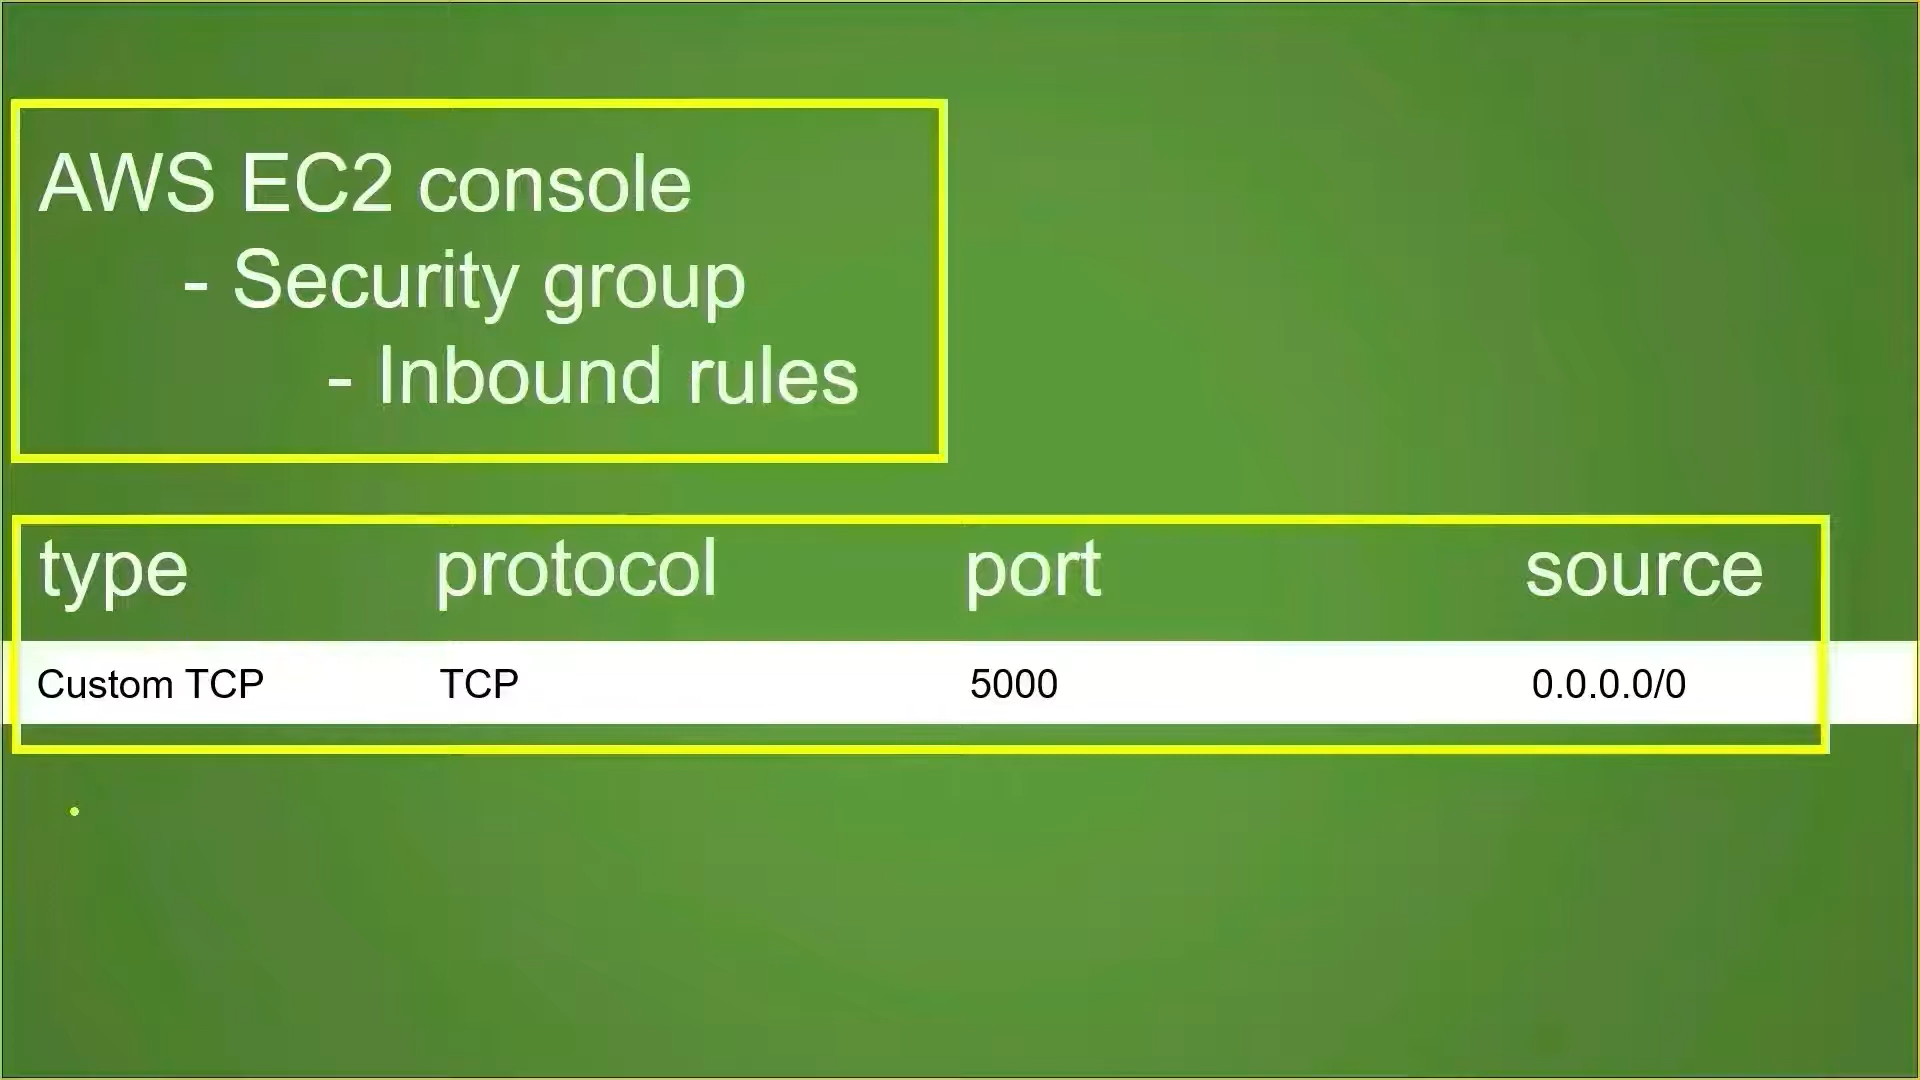 AWS EC2 console
- Security group
- Inbound rules
type protocol port source
Custom TCP TCP 5000 0.0.0.0/0